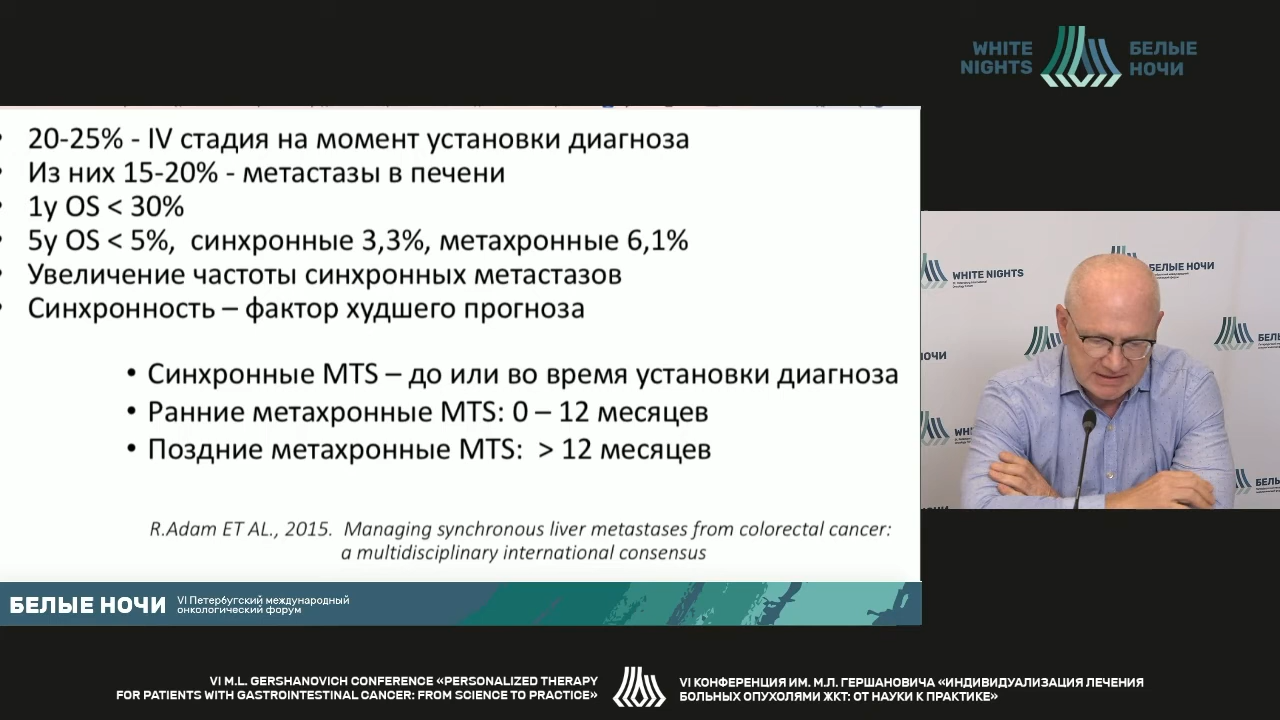 WHITE
NIGHTS
БЕЛЫЕ
НОЧИ
• 20-25% - IV стадия на момент установки диагноза
• Из них 15-20% - метастазы в печени
• 1y OS < 30%
• 5y OS < 5%, синхронные 3,3%, метахронные 6,1%
• Увеличение частоты синхронных метастазов
• Синхронность – фактор худшего прогноза
• Синхронные MTS – до или во время установки диагноза
• Ранние метахронные MTS: 0 – 12 месяцев
• Поздние метахронные MTS: > 12 месяцев
R.Adam ET AL., 2015. Managing synchronous liver metastases from colorectal cancer:
a multidisciplinary international consensus
WHITE NIGHTS
БЕЛЫЕ НОЧИ
БЕЛЫЕ НОЧИ
VI Петербугский международный
онкологический форум
VI M.L. GERSHANOVICH CONFERENCE «PERSONALIZED THERAPY
FOR PATIENTS WITH GASTROINTESTINAL CANCER: FROM SCIENCE TO PRACTICE»
VI КОНФЕРЕНЦИЯ ИМ. М.Л. ГЕРШАНОВИЧА «ИНДИВИДУАЛИЗАЦИЯ ЛЕЧЕНИЯ
БОЛЬНЫХ ОПУХОЛЯМИ ЖКТ: ОТ НАУКИ К ПРАКТИКЕ»